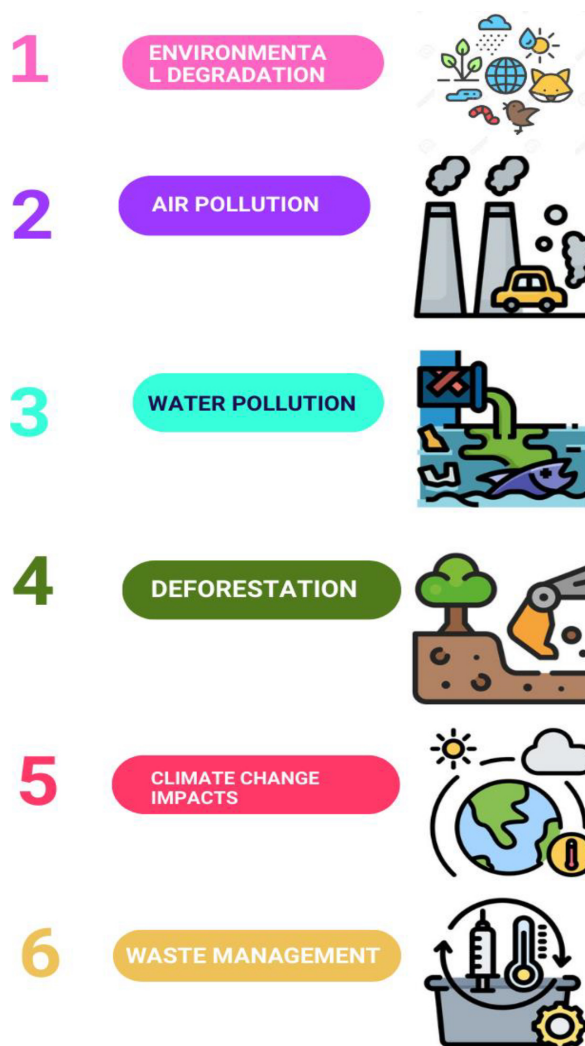 1
ENVIRONMENTA
L DEGRADATION
2
AIR POLLUTION
3
WATER POLLUTION
4
DEFORESTATION
5
CLIMATE CHANGE
IMPACTS
6
WASTE MANAGEMENT